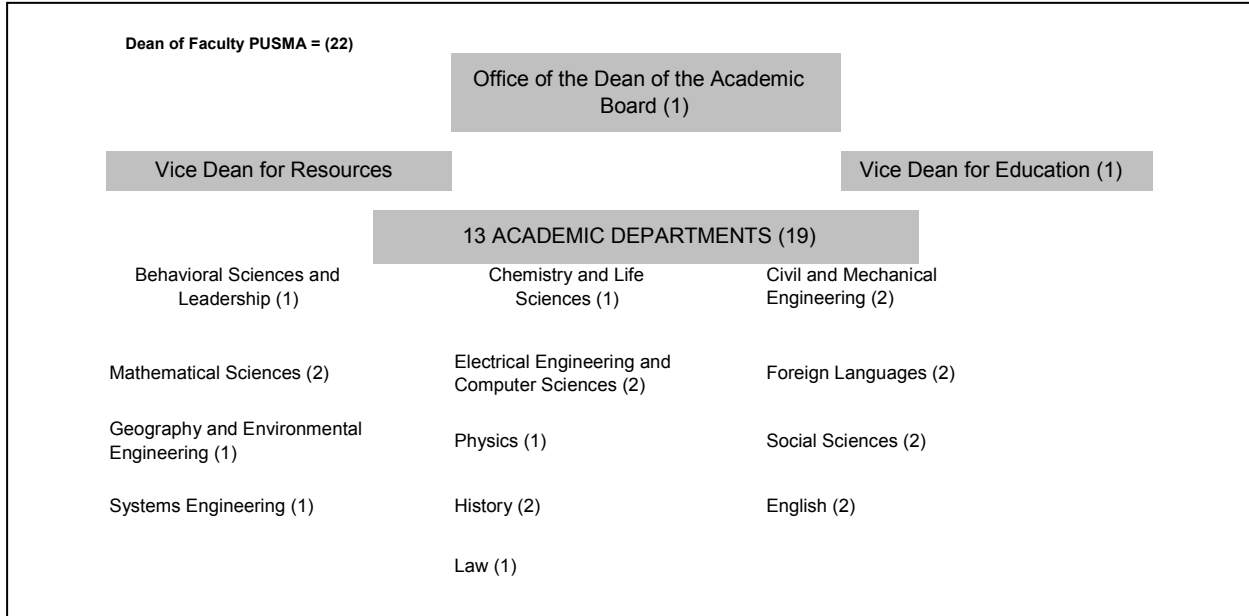 Dean of Faculty PUSMA = (22)
Office of the Dean of the Academic
Board (1)
Vice Dean for Resources
Vice Dean for Education (1)
13 ACADEMIC DEPARTMENTS (19)
Behavioral Sciences and
Leadership (1)
Chemistry and Life
Sciences (1)
Civil and Mechanical
Engineering (2)
Mathematical Sciences (2)
Electrical Engineering and
Computer Sciences (2)
Foreign Languages (2)
Geography and Environmental
Engineering (1)
Physics (1)
Social Sciences (2)
Systems Engineering (1)
History (2)
English (2)
Law (1)